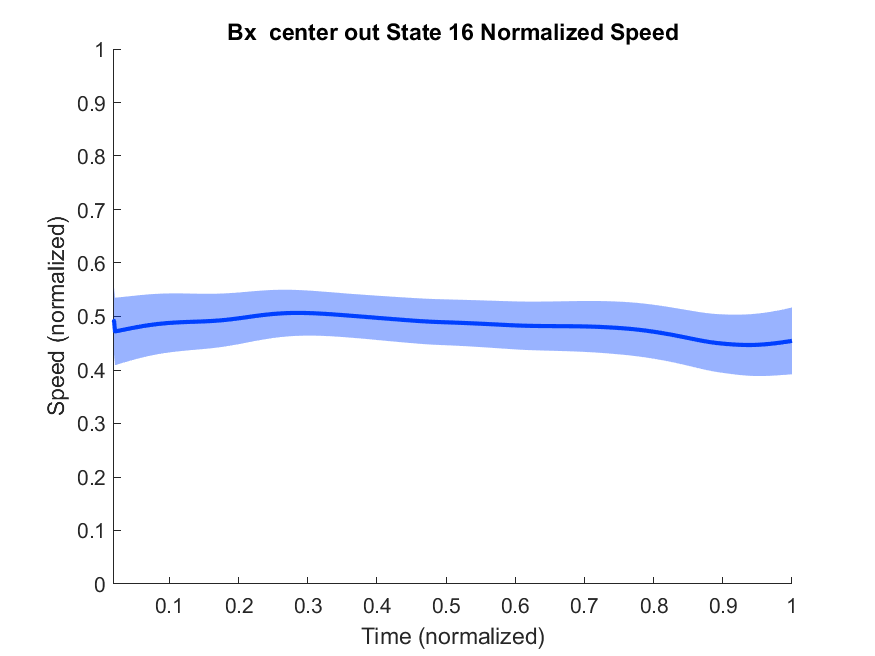 Bx  center out State 16 Normalized Speed
1
0.9
0.8
0.7
0.6
0.5
0.4
0.3
0.2
0.1
0
Speed (normalized)
0.1 0.2 0.3 0.4 0.5 0.6 0.7 0.8 0.9 1
Time (normalized)